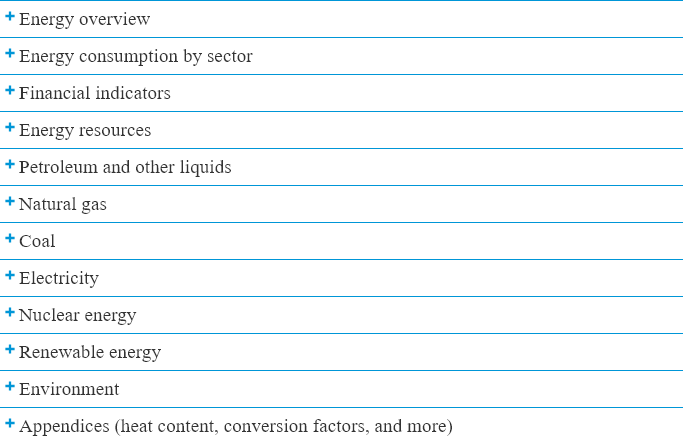 Energy overview
Energy consumption by sector
Financial indicators
Energy resources
Petroleum and other liquids
Natural gas
Coal
Electricity
Nuclear energy
Renewable energy
Environment
Appendices (heat content, conversion factors, and more)